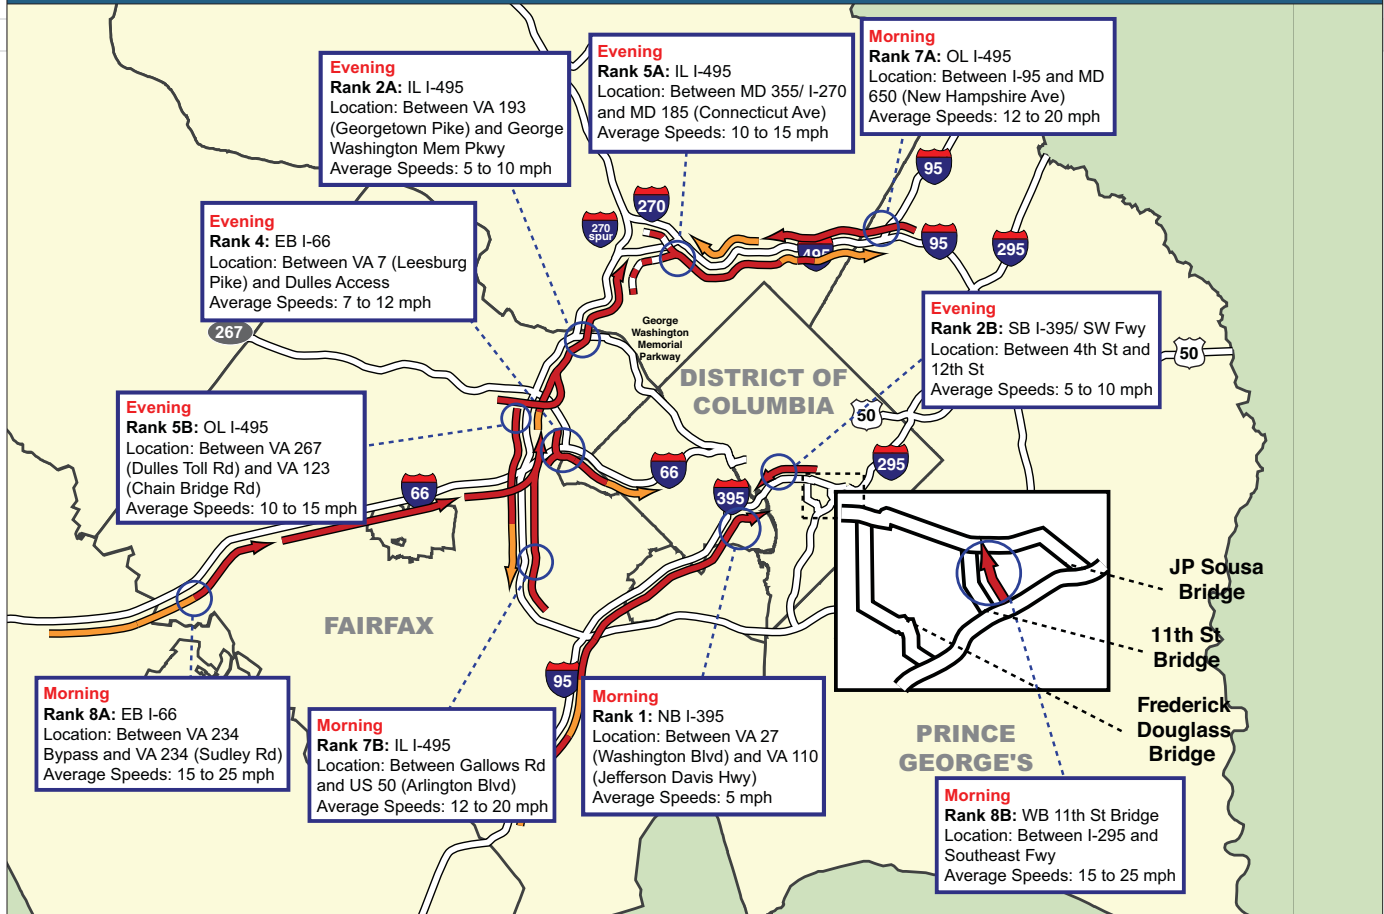 Evening
Rank 2A: IL I-495
Location: Between VA 193
(Georgetown Pike) and George
Washington Mem Pkwy
Average Speeds: 5 to 10 mph
Evening
Rank 5A: IL I-495
Location: Between MD 355/ I-270
and MD 185 (Connecticut Ave)
Average Speeds: 10 to 15 mph
Morning
Rank 7A: OL I-495
Location: Between I-95 and MD
650 (New Hampshire Ave)
Average Speeds: 12 to 20 mph
95
270
270
spur
95
295
495
Evening
Rank 4: EB I-66
Location: Between VA 7 (Leesburg
Pike) and Dulles Access
Average Speeds: 7 to 12 mph
267
George
Washington
Memorial
Parkway
Evening
Rank 2B: SB I-395/ SW Fwy
Location: Between 4th St and
12th St
Average Speeds: 5 to 10 mph
50
DISTRICT OF
COLUMBIA
50
Evening
Rank 5B: OL I-495
Location: Between VA 267
(Dulles Toll Rd) and VA 123
(Chain Bridge Rd)
Average Speeds: 10 to 15 mph
66
66
395
295
JP Sousa
Bridge
11th St
Bridge
Frederick
Douglass
Bridge
FAIRFAX
95
PRINCE
GEORGE'S
Morning
Rank 8A: EB I-66
Location: Between VA 234
Bypass and VA 234 (Sudley Rd)
Average Speeds: 15 to 25 mph
Morning
Rank 7B: IL I-495
Location: Between Gallows Rd
and US 50 (Arlington Blvd)
Average Speeds: 12 to 20 mph
Morning
Rank 1: NB I-395
Location: Between VA 27
(Washington Blvd) and VA 110
(Jefferson Davis Hwy)
Average Speeds: 5 mph
Morning
Rank 8B: WB 11th St Bridge
Location: Between I-295 and
Southeast Fwy
Average Speeds: 15 to 25 mph